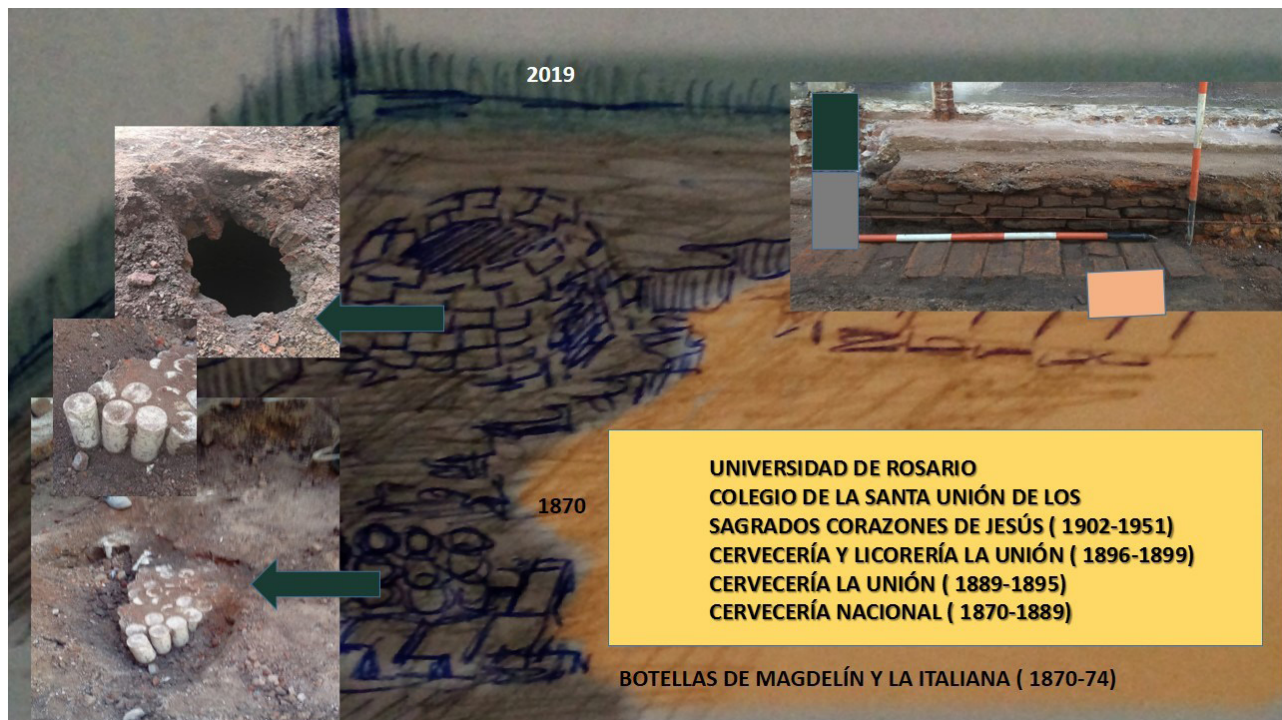 2019
1870
UNIVERSIDAD DE ROSARIO
COLEGIO DE LA SANTA UNIÓN DE LOS
SAGRADOS CORAZONES DE JESÚS ( 1902-1951)
CERVECERÍA Y LICORERÍA LA UNIÓN ( 1896-1899)
CERVECERÍA LA UNIÓN ( 1889-1895)
CERVECERÍA NACIONAL ( 1870-1889)
BOTELLAS DE MAGDELÍN Y LA ITALIANA ( 1870-74)